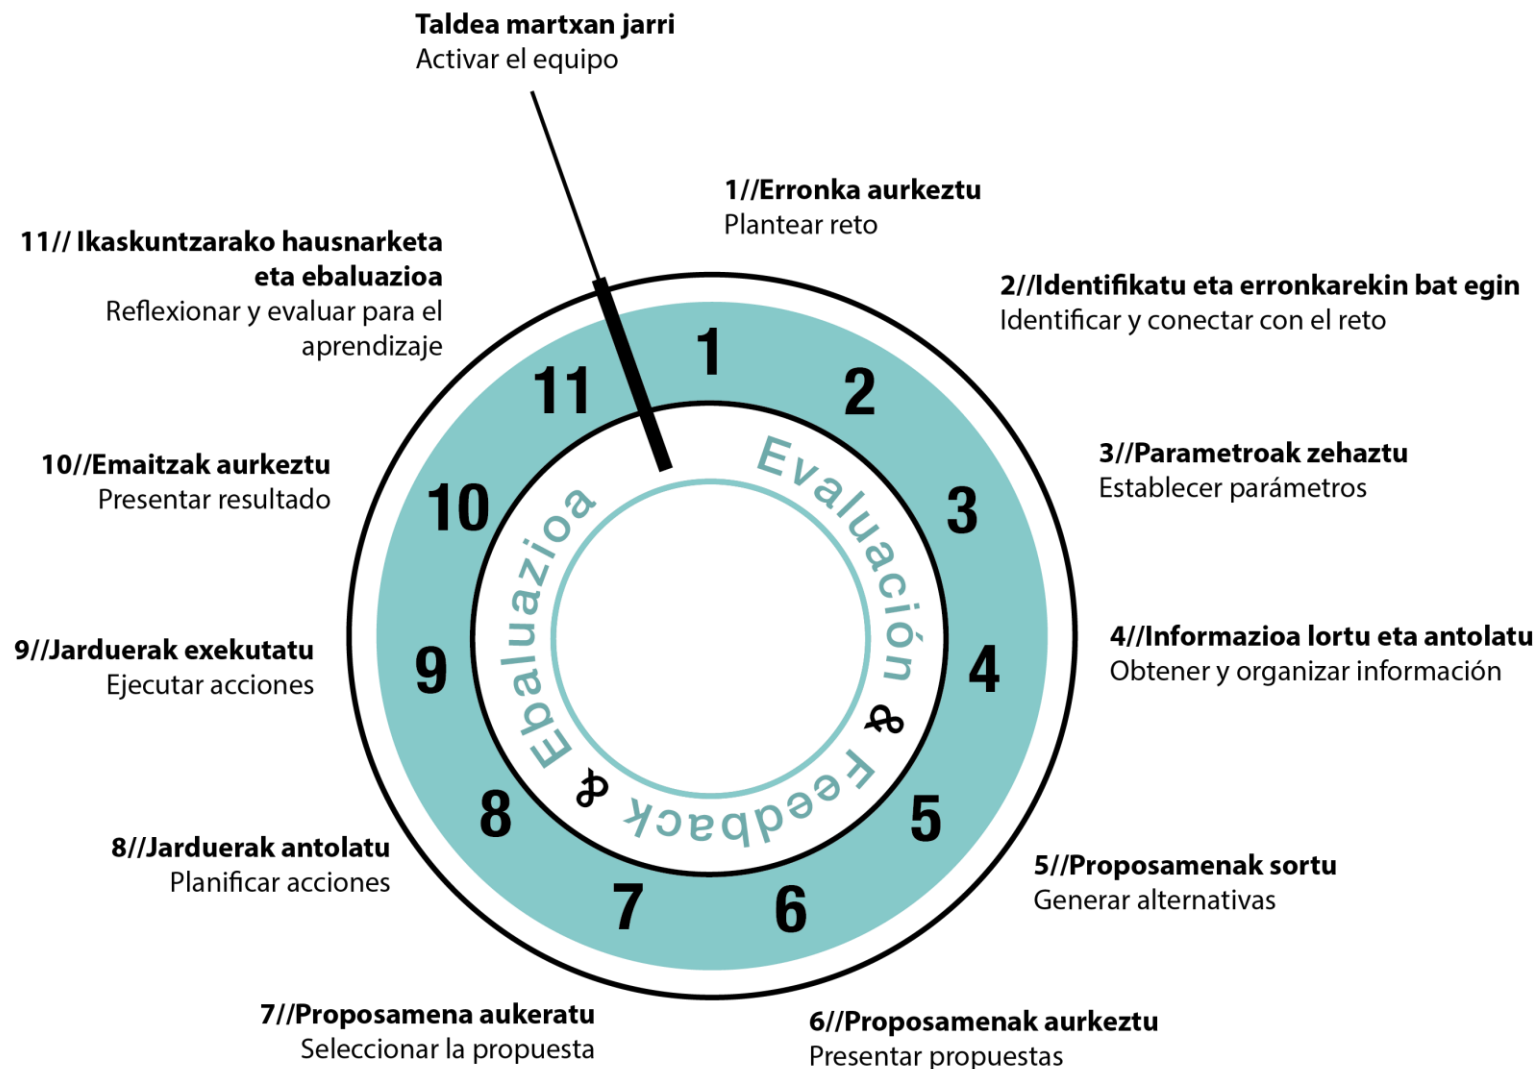 Taldea martxan jarri
Activar el equipo
1//Erronka aurkeztu
Plantear reto
2//Identifikatu eta erronkarekin bat egin
Identificar y conectar con el reto
3//Parametroak zehaztu
Establecer parámetros
4//Informazioa lortu eta antolatu
Obtener y organizar información
5//Proposamenak sortu
Generar alternativas
6//Proposamenak aurkeztu
Presentar propuestas
7//Proposamena aukeratu
Seleccionar la propuesta
8//Jarduerak antolatu
Planificar acciones
9//Jarduerak exekutatu
Ejecutar acciones
10//Emaitzak aurkeztu
Presentar resultado
11// Ikaskuntzarako hausnarketa
eta ebaluazioa
Reflexionar y evaluar para el
aprendizaje
1
2
3
4
5
6
7
8
9
10
11
Evaluación & Feedback & Ebaluazioa